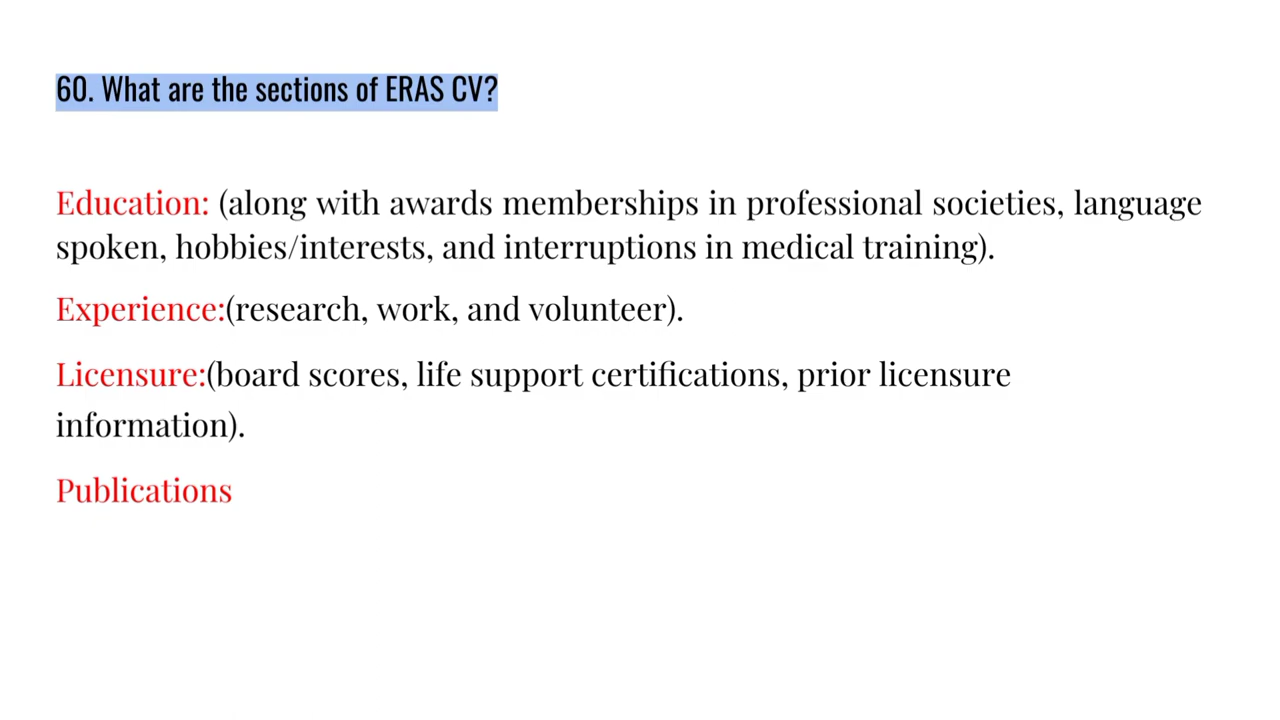 60. What are the sections of ERAS CV?
Education: (along with awards memberships in professional societies, language
spoken, hobbies/interests, and interruptions in medical training).
Experience:(research, work, and volunteer).
Licensure:(board scores, life support certifications, prior licensure
information).
Publications